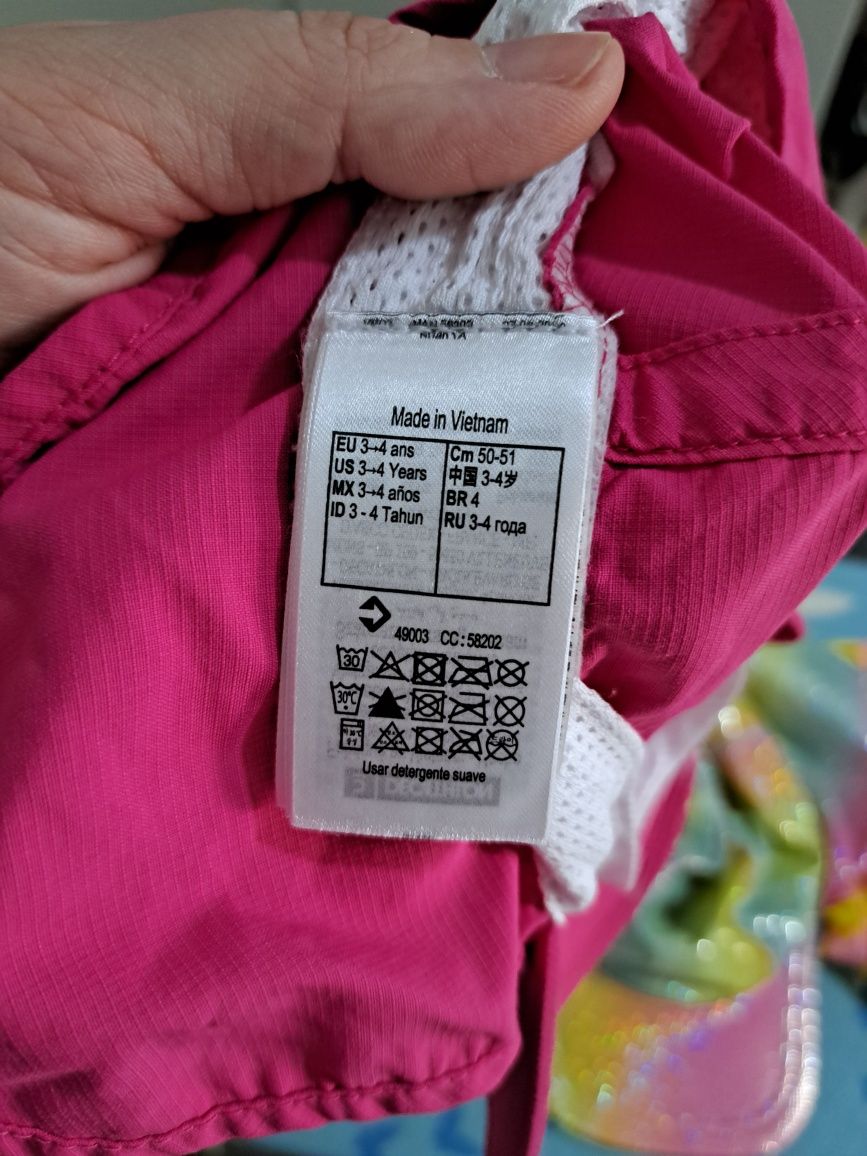 Made in Vietnam
EU 3→4 ans
US 3→4 Years
MX 3→4 años
ID 3 - 4 Tahun
Cm 50-51
中国 3-4岁
BR 4
RU 3-4 года
49003 CC : 58202
30
30°C
Usar detergente suave
DECATHLON